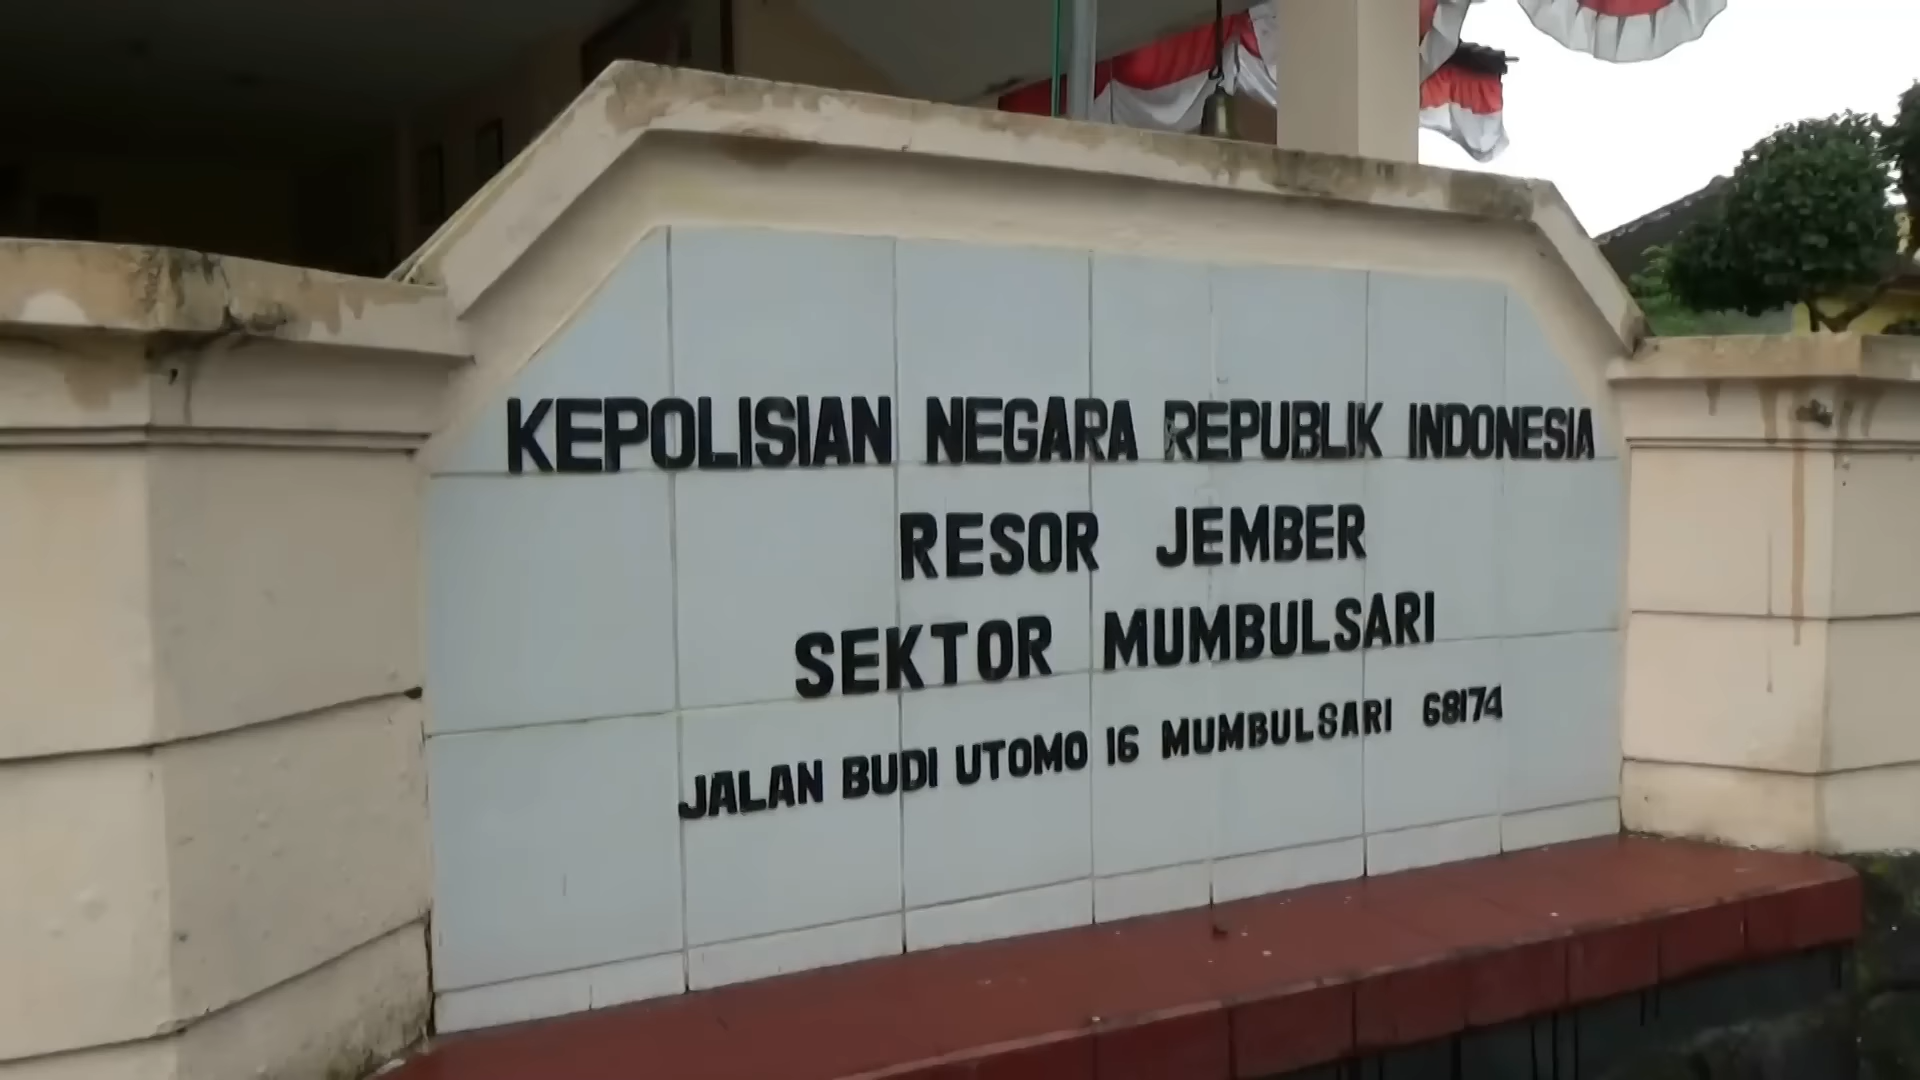 KEPOLISIAN NEGARA REPUBLIK INDONESIA
RESOR JEMBER
SEKTOR MUMBULSARI
JALAN BUDI UTOMO 16 MUMBULSARI 68174